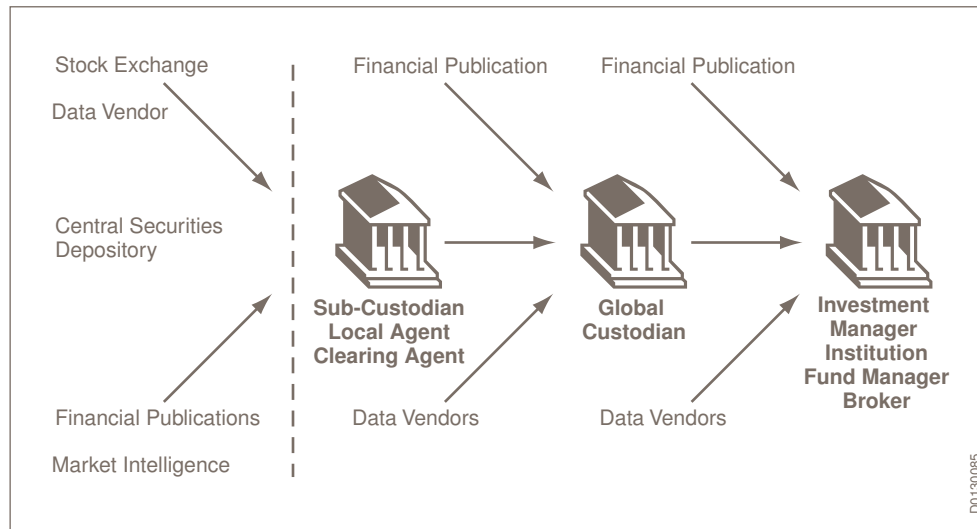 Stock Exchange
Data Vendor
Central Securities
Depository
Financial Publications
Market Intelligence
Financial Publication
Sub-Custodian
Local Agent
Clearing Agent
Data Vendors
Financial Publication
Global
Custodian
Data Vendors
Investment
Manager
Institution
Fund Manager
Broker
D0130085